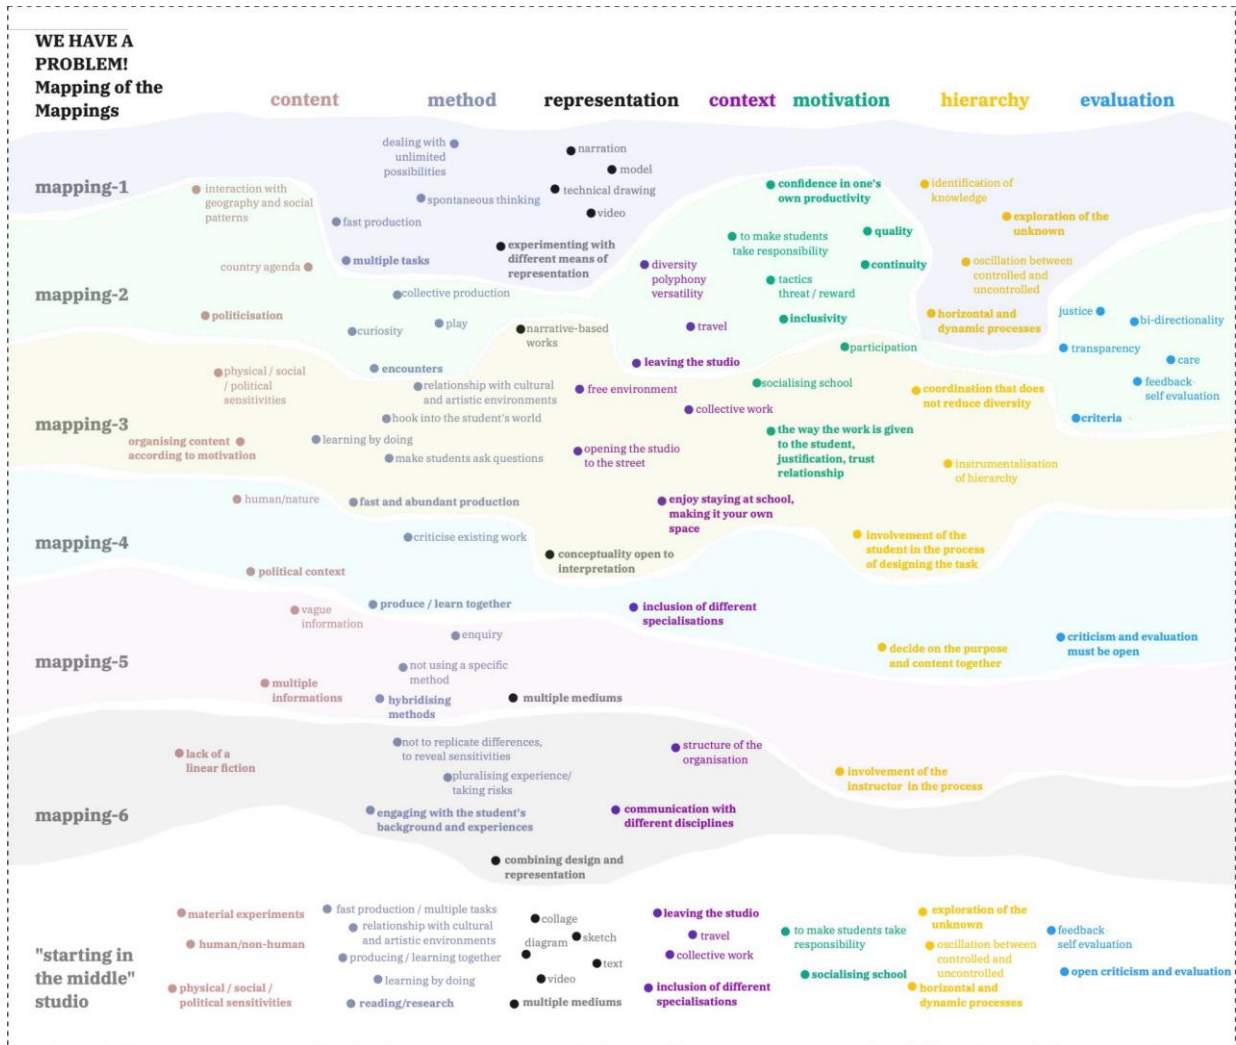 WE HAVE A
PROBLEM!
Mapping of the
Mappings
content
method
representation
context
motivation
hierarchy
evaluation
mapping-1
dealing with
unlimited
possibilities
narration
model
interaction with
geography and social
patterns
spontaneous thinking
technical drawing
confidence in one's
own productivity
identification of
knowledge
fast production
video
exploration of the
unknown
multiple tasks
experimenting with
different means of
representation
to make students
take responsibility
quality
country agenda
diversity
polyphony
versatility
continuity
oscillation between
controlled and
uncontrolled
mapping-2
collective production
tactics
threat / reward
politicisation
curiosity
play
narrative-based
works
travel
inclusivity
horizontal and
dynamic processes
justice
bi-directionality
encounters
leaving the studio
participation
transparency
care
physical / social
/ political
sensitivities
relationship with cultural
and artistic environments
free environment
socialising school
coordination that does
not reduce diversity
feedback
self evaluation
mapping-3
hook into the student's world
collective work
criteria
organising content
according to motivation
learning by doing
make students ask questions
opening the studio
to the street
the way the work is given
to the student,
justification, trust
relationship
instrumentalisation
of hierarchy
human/nature
fast and abundant production
enjoy staying at school,
making it your own
space
mapping-4
criticise existing work
conceptuality open to
interpretation
involvement of the
student in the process
of designing the task
political context
produce / learn together
inclusion of different
specialisations
vague
information
enquiry
decide on the purpose
and content together
criticism and evaluation
must be open
mapping-5
not using a specific
method
multiple
informations
hybridising
methods
multiple mediums
lack of a
linear fiction
not to replicate differences,
to reveal sensitivities
structure of the
organisation
pluralising experience/
taking risks
involvement of the
instructor in the process
mapping-6
engaging with the student's
background and experiences
communication with
different disciplines
combining design and
representation
"starting in
the middle"
studio
material experiments
human/non-human
physical / social /
political sensitivities
fast production / multiple tasks
relationship with cultural
and artistic environments
producing / learning together
learning by doing
reading/research
collage
sketch
diagram
text
video
multiple mediums
leaving the studio
travel
collective work
inclusion of different
specialisations
to make students take
responsibility
socialising school
exploration of the
unknown
oscillation between
controlled and
uncontrolled
horizontal and
dynamic processes
feedback
self evaluation
open criticism and evaluation